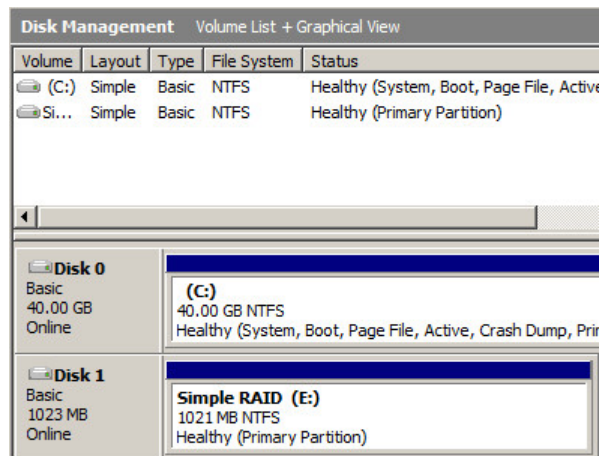 Disk Management Volume List + Graphical View
Volume Layout Type File System Status
(C:) Simple Basic NTFS Healthy (System, Boot, Page File, Active
Si... Simple Basic NTFS Healthy (Primary Partition)
Disk 0
Basic
40.00 GB
Online
(C:)
40.00 GB NTFS
Healthy (System, Boot, Page File, Active, Crash Dump, Pri
Disk 1
Basic
1023 MB
Online
Simple RAID (E:)
1021 MB NTFS
Healthy (Primary Partition)